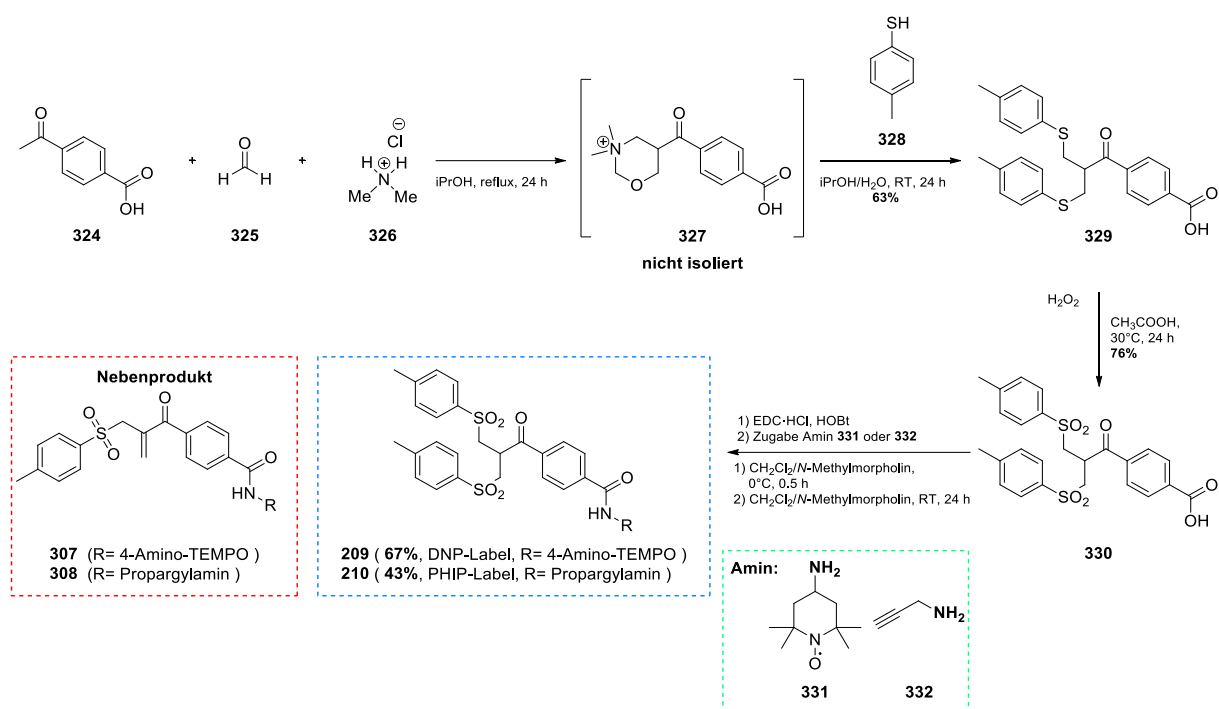 SH
328
O
O
OH
324
+
O
H H
325
+
Cl⊖
H ⊕ H
N
Me Me
326
iPrOH, reflux, 24 h
N⊕
O
O
O
OH
327
nicht isoliert
iPrOH/H2O, RT, 24 h
63%
S
S
O
O
OH
329
H2O2
CH3COOH,
30°C, 24 h
76%
SO2
SO2
O
O
OH
330
1) EDC·HCl, HOBt
2) Zugabe Amin 331 oder 332
1) CH2Cl2/N-Methylmorpholin,
0°C, 0.5 h
2) CH2Cl2/N-Methylmorpholin, RT, 24 h
SO2
SO2
O
O
HN
R
209 ( 67%, DNP-Label, R= 4-Amino-TEMPO )
210 ( 43%, PHIP-Label, R= Propargylamin )
Nebenprodukt
O
S
O
O
O
HN
R
307 (R= 4-Amino-TEMPO )
308 (R= Propargylamin )
Amin:
NH2
N
O·
331
NH2
332